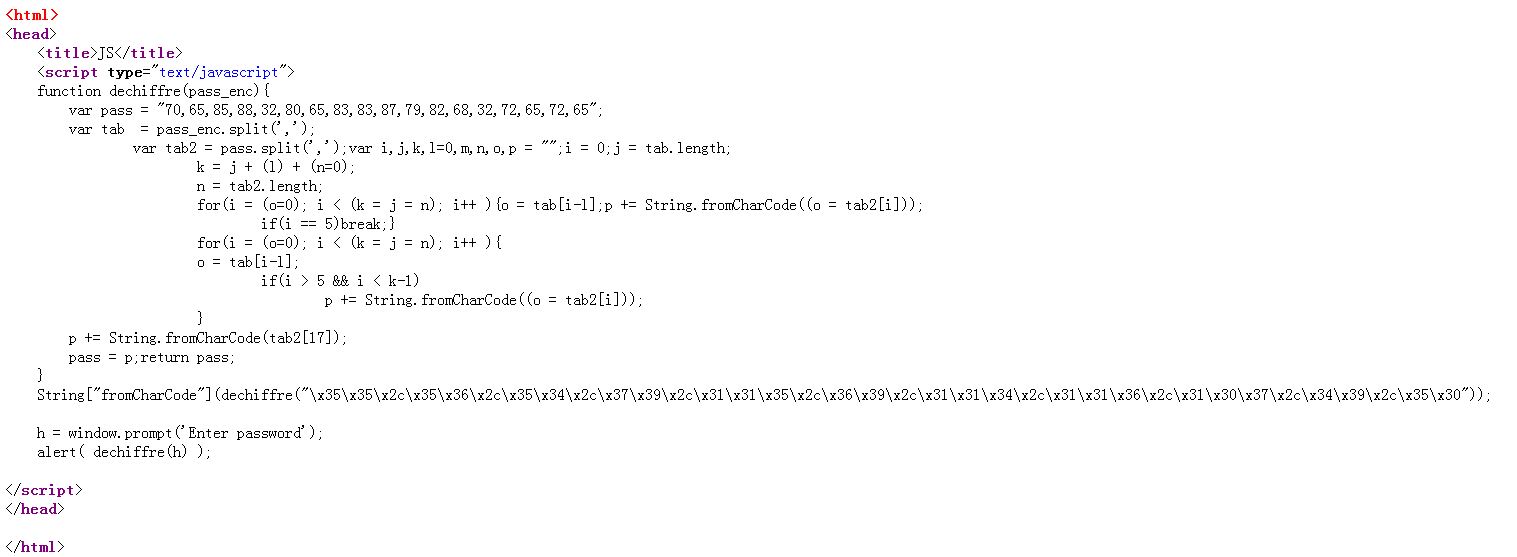 <html>
<head>
    <title>JS</title>
    <script type="text/javascript">
    function dechiffre(pass_enc){
        var pass = "70,65,85,88,32,80,65,83,83,87,79,82,68,32,72,65,72,65";
        var tab  = pass_enc.split(',');
                var tab2 = pass.split(',');var i,j,k,l=0,m,n,o,p = "";i = 0;j = tab.length;
                        k = j + (l) + (n=0);
                        n = tab2.length;
                        for(i = (o=0); i < (k = j = n); i++ ){o = tab[i-l];p += String.fromCharCode((o = tab2[i]));
                                if(i == 5)break;}
                        for(i = (o=0); i < (k = j = n); i++ ){
                        o = tab[i-l];
                                if(i > 5 && i < k-1)
                                        p += String.fromCharCode((o = tab2[i]));
                        }
        p += String.fromCharCode(tab2[17]);
        pass = p;return pass;
    }
    String["fromCharCode"](dechiffre("\x35\x35\x2c\x35\x36\x2c\x35\x34\x2c\x37\x39\x2c\x31\x31\x35\x2c\x36\x39\x2c\x31\x31\x34\x2c\x31\x31\x36\x2c\x31\x30\x37\x2c\x34\x39\x2c\x35\x30"));
    h = window.prompt('Enter password');
    alert( dechiffre(h) );
</script>
</head>
</html>